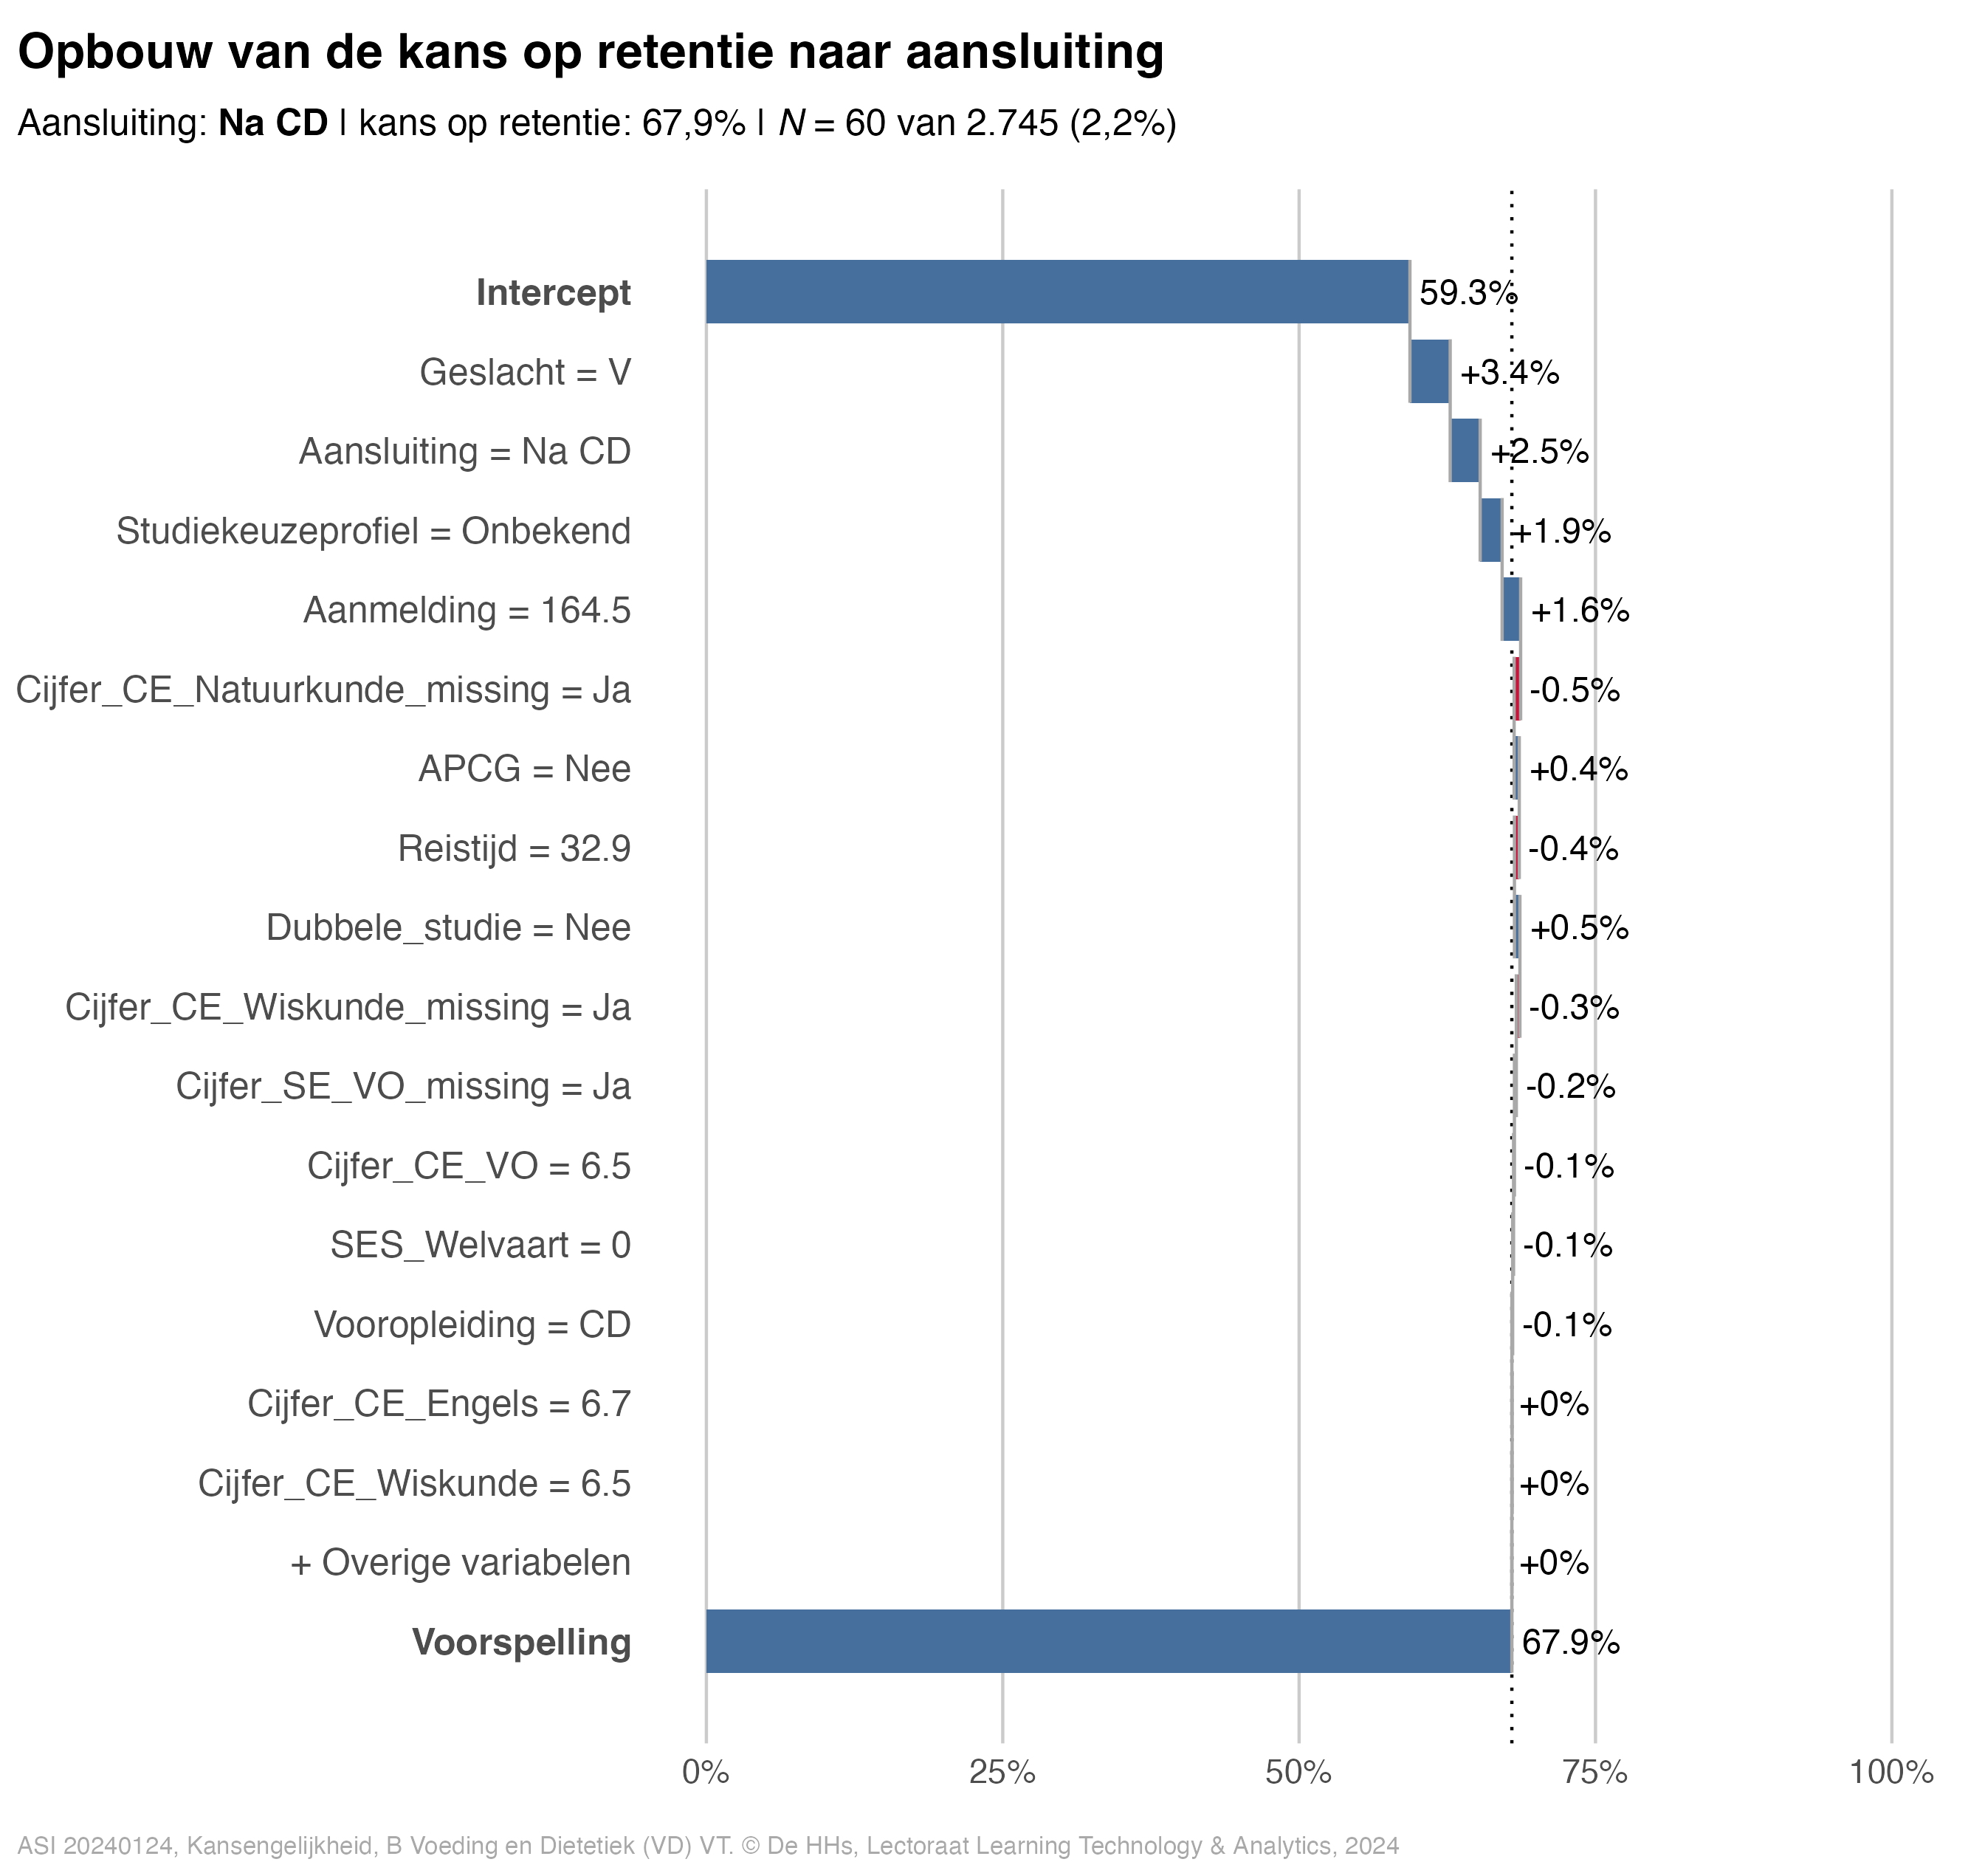 Opbouw van de kans op retentie naar aansluiting
Aansluiting: Na CD | kans op retentie: 67,9% | N = 60 van 2.745 (2,2%)
Intercept 59.3%
Geslacht = V +3.4%
Aansluiting = Na CD +2.5%
Studiekeuzeprofiel = Onbekend +1.9%
Aanmelding = 164.5 +1.6%
Cijfer_CE_Natuurkunde_missing = Ja -0.5%
APCG = Nee +0.4%
Reistijd = 32.9 -0.4%
Dubbele_studie = Nee +0.5%
Cijfer_CE_Wiskunde_missing = Ja -0.3%
Cijfer_SE_VO_missing = Ja -0.2%
Cijfer_CE_VO = 6.5 -0.1%
SES_Welvaart = 0 -0.1%
Vooropleiding = CD -0.1%
Cijfer_CE_Engels = 6.7 +0%
Cijfer_CE_Wiskunde = 6.5 +0%
+ Overige variabelen +0%
Voorspelling 67.9%
0% 25% 50% 75% 100%
ASI 20240124, Kansengelijkheid, B Voeding en Dietetiek (VD) VT. © De HHs, Lectoraat Learning Technology & Analytics, 2024